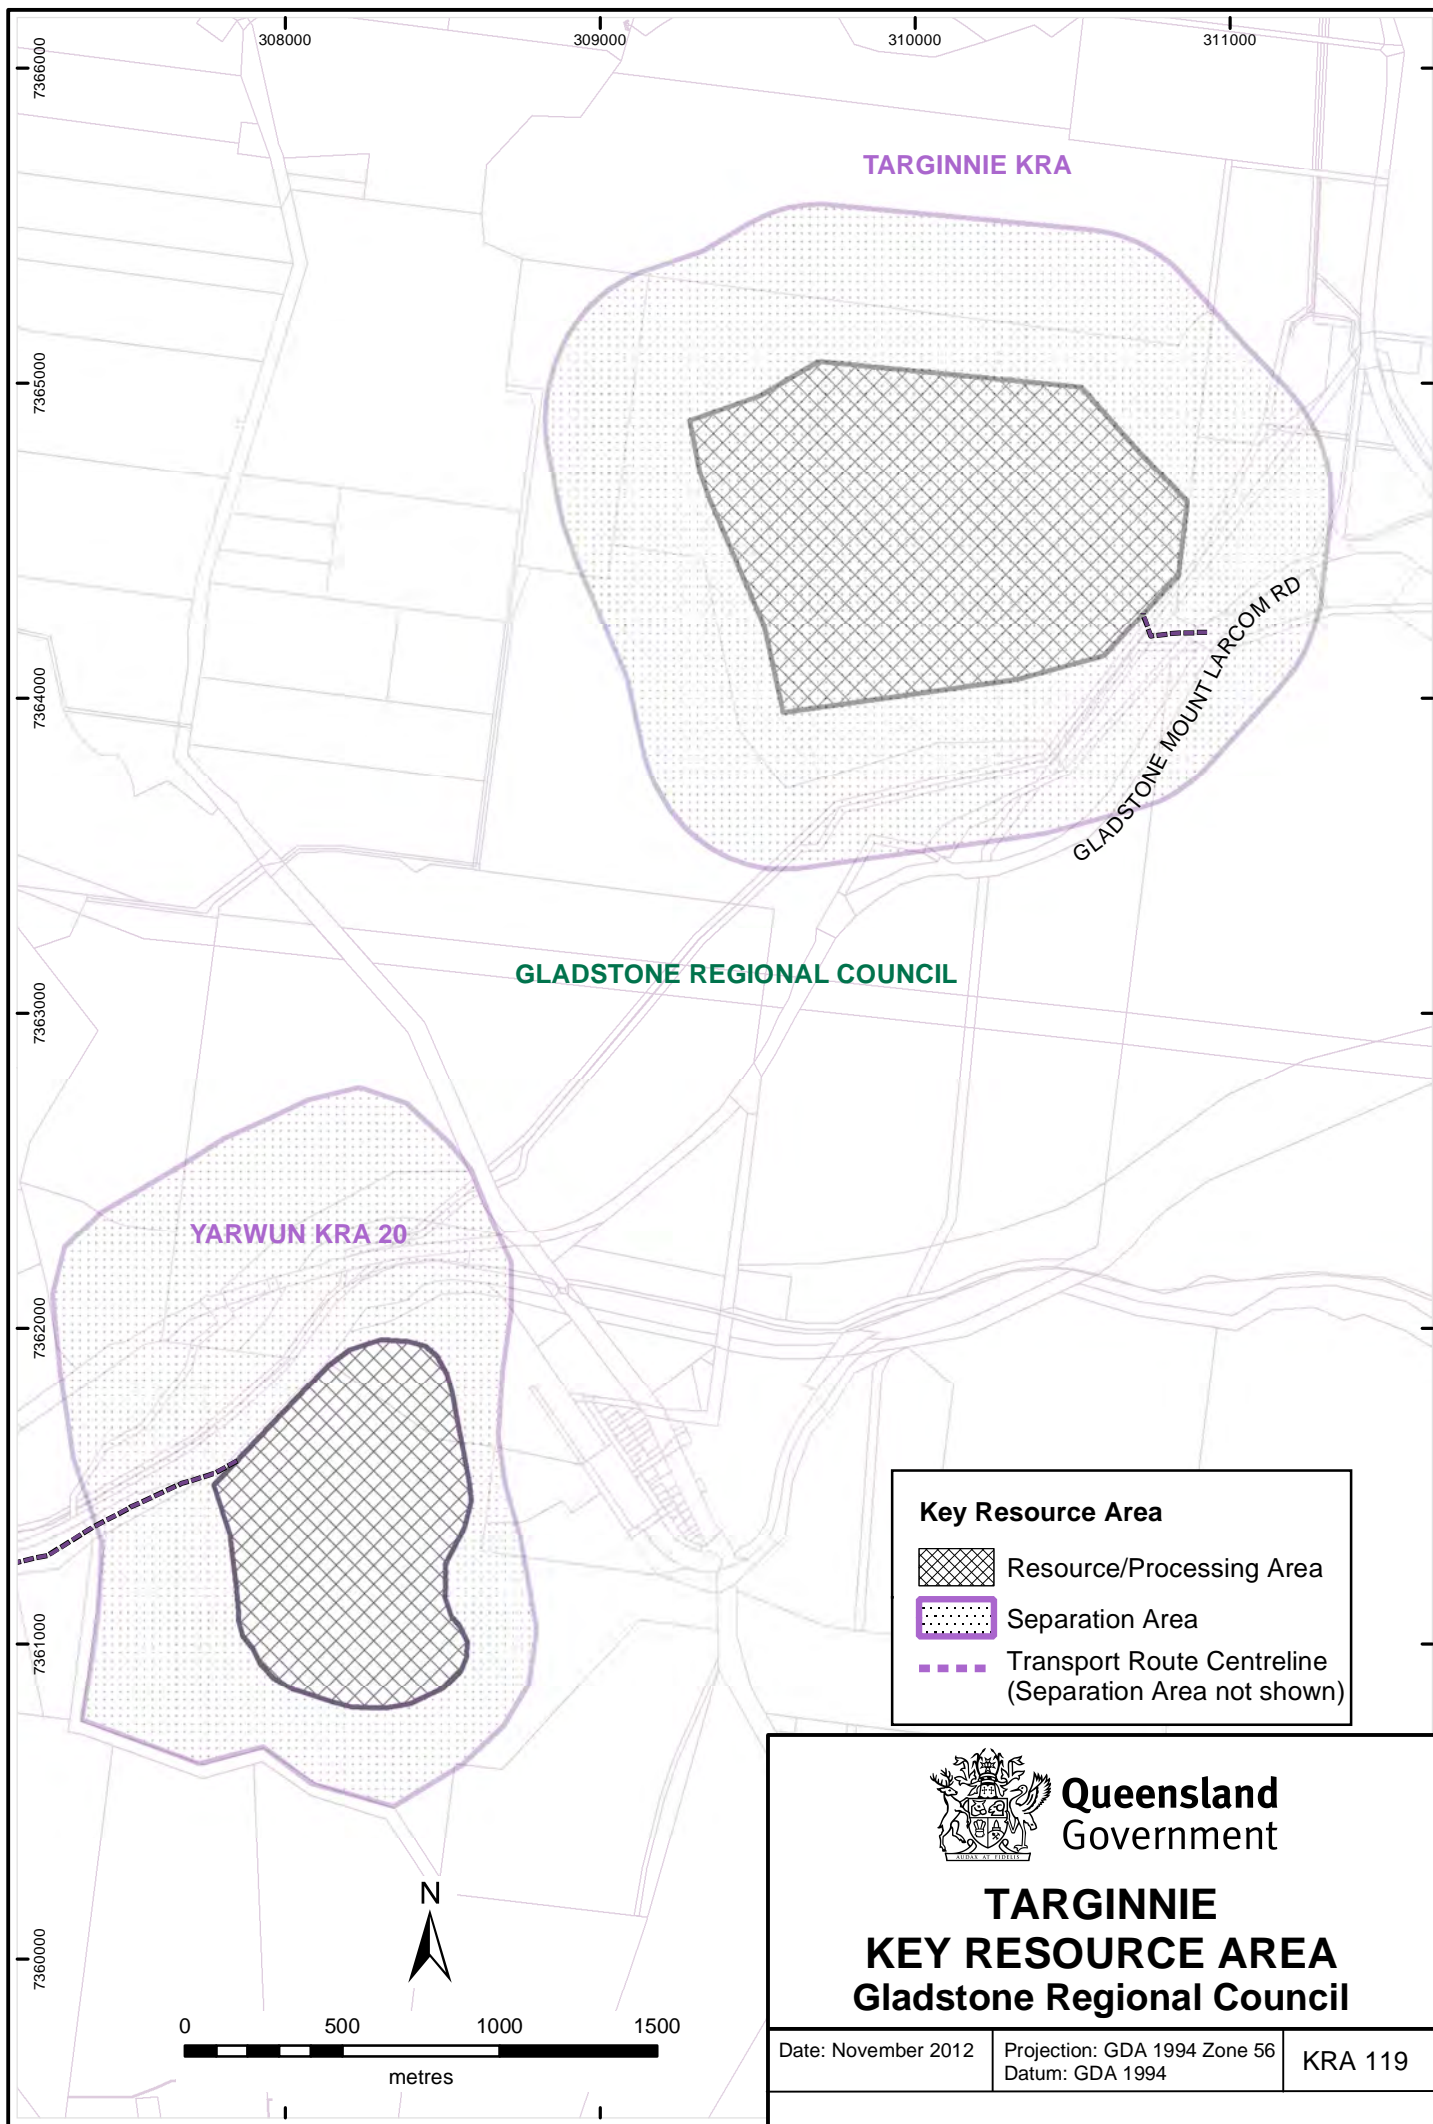 308000
309000
310000
311000
7366000
TARGINNIE KRA
7365000
GLADSTONE MOUNT LARCOM RD
7364000
GLADSTONE REGIONAL COUNCIL
7363000
YARWUN KRA 20
7362000
Key Resource Area
Resource/Processing Area
Separation Area
Transport Route Centreline
(Separation Area not shown)
7361000
Queensland
Government
AUDAX AT FIDELIS
N
TARGINNIE
KEY RESOURCE AREA
Gladstone Regional Council
7360000
0 500 1000 1500
metres
Date: November 2012
Projection: GDA 1994 Zone 56
Datum: GDA 1994
KRA 119